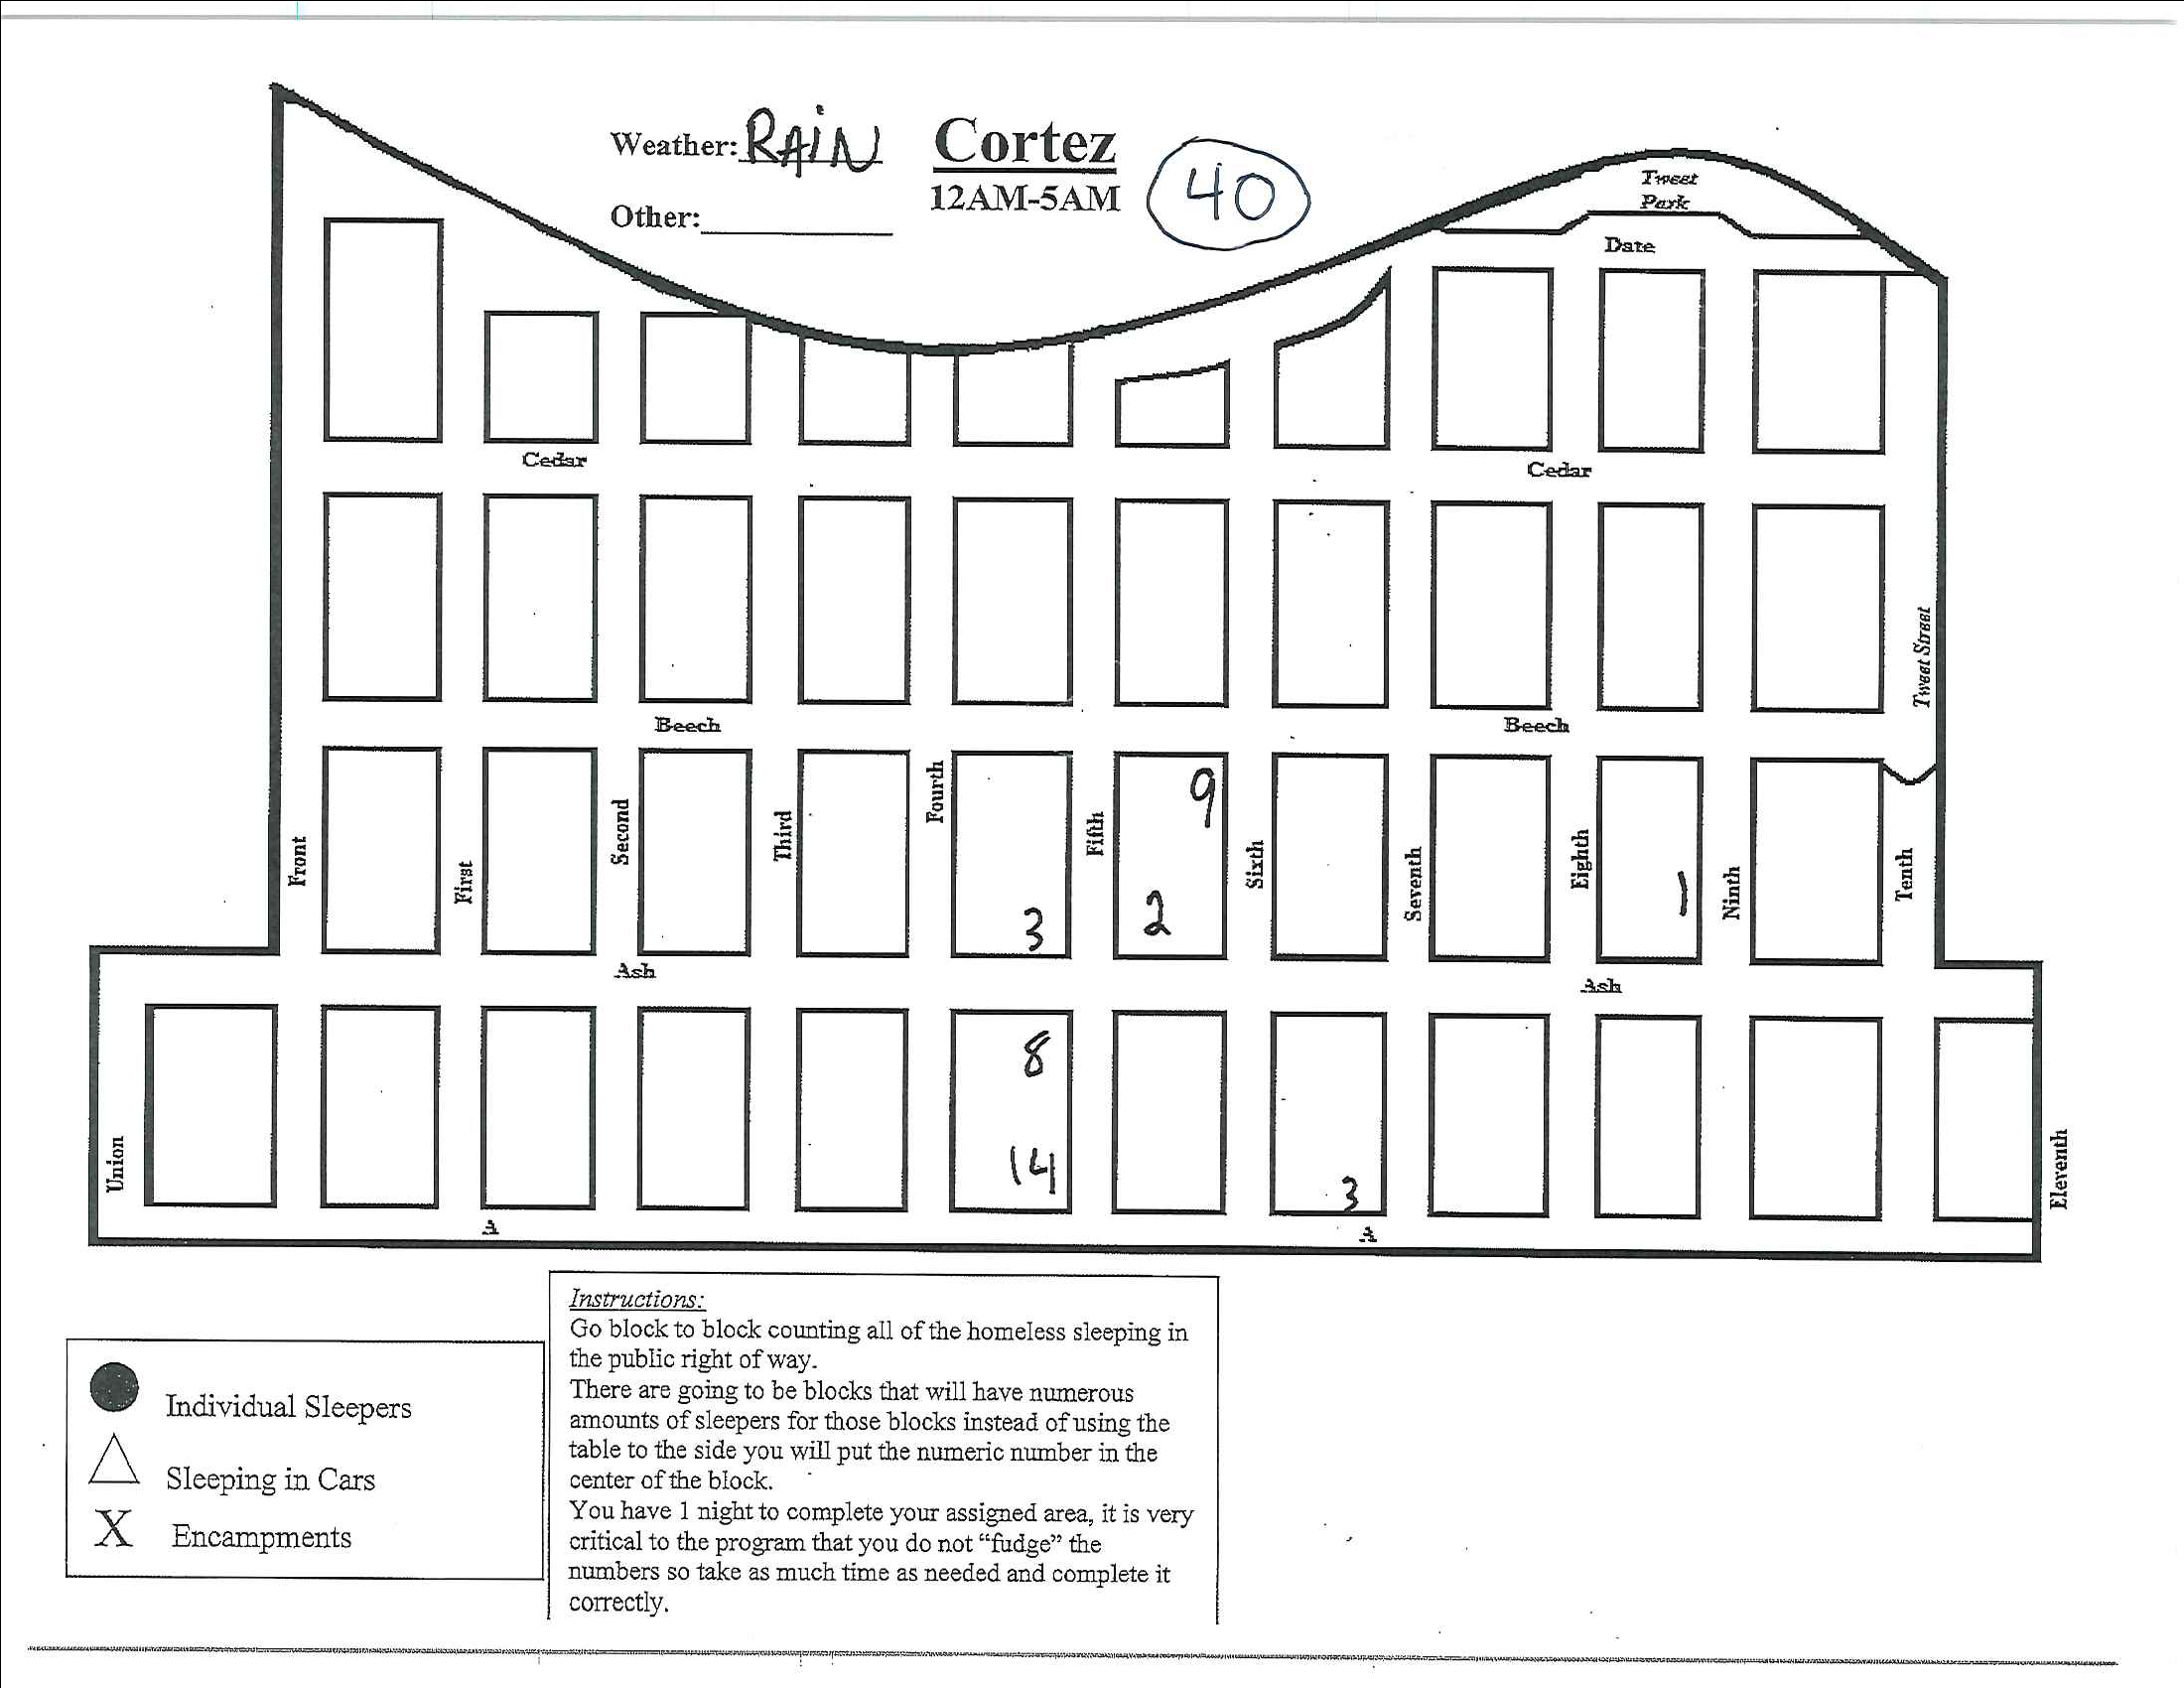 Weather: RAIN
Cortez
12AM-5AM
40
Other:
Tweet
Park
Date
Cedar
Cedar
Tweet Street
Beech
Beech
Front
First
Second
Third
Fourth
Fifth
Sixth
Seventh
Eighth
Ninth
Tenth
9
3
2
1
Ash
Ash
8
14
3
Union
Eleventh
A
A
Individual Sleepers
Sleeping in Cars
X Encampments
Instructions:
Go block to block counting all of the homeless sleeping in
the public right of way.
There are going to be blocks that will have numerous
amounts of sleepers for those blocks instead of using the
table to the side you will put the numeric number in the
center of the block.
You have 1 night to complete your assigned area, it is very
critical to the program that you do not “fudge” the
numbers so take as much time as needed and complete it
correctly.